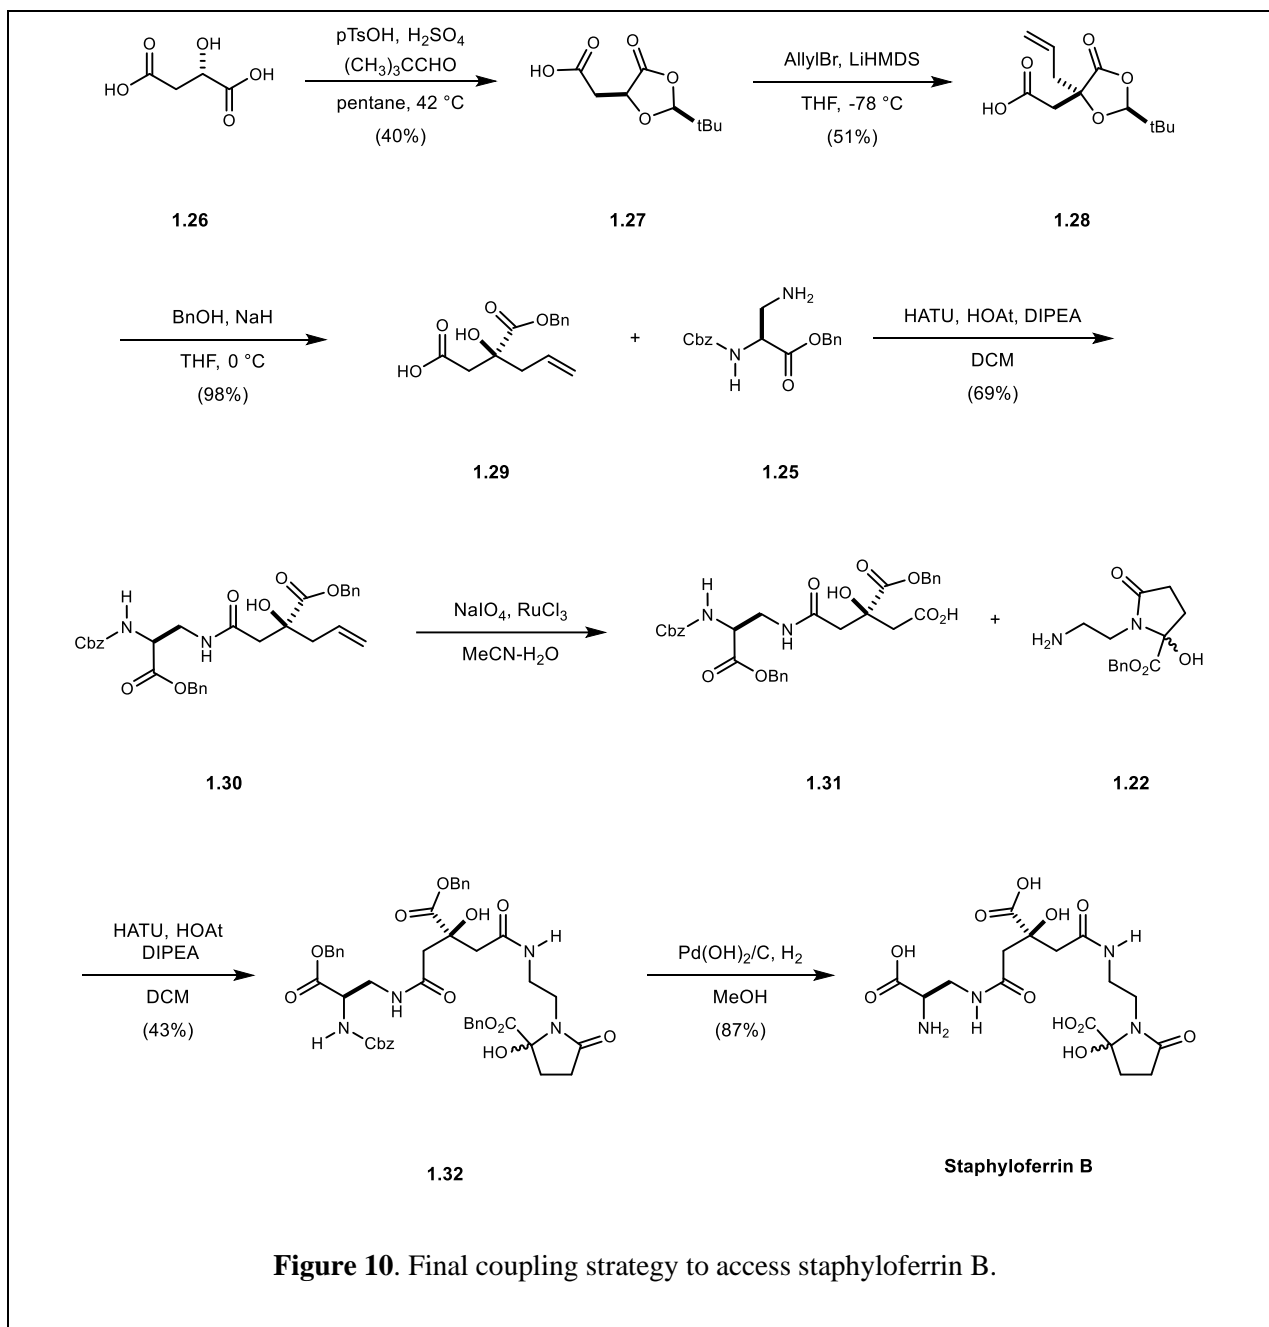 pTsOH, H2SO4
(CH3)3CCHO
pentane, 42 °C
(40%)
AllylBr, LiHMDS
THF, -78 °C
(51%)
O
OH
HO
OH
O
HO
O
O
O
O
tBu
O
HO
O
O
O
tBu
1.26
1.27
1.28
BnOH, NaH
THF, 0 °C
(98%)
O
HO
HO
O
OBn
+
NH2
Cbz
N
H
OBn
O
HATU, HOAt, DIPEA
DCM
(69%)
1.29
1.25
H
N
Cbz
O
OBn
N
H
O
HO
O
OBn
NaIO4, RuCl3
MeCN-H2O
H
N
Cbz
O
OBn
N
H
O
HO
O
OBn
CO2H
+
O
N
H2N
BnO2C
OH
1.30
1.31
1.22
HATU, HOAt
DIPEA
DCM
(43%)
OBn
O
OH
O
N
H
OBn
O
N
H
O
H
N
Cbz
BnO2C
N
HO
O
Pd(OH)2/C, H2
MeOH
(87%)
OH
O
OH
O
N
H
OH
O
NH2
N
H
O
HO2C
N
HO
O
1.32
Staphyloferrin B
Figure 10. Final coupling strategy to access staphyloferrin B.